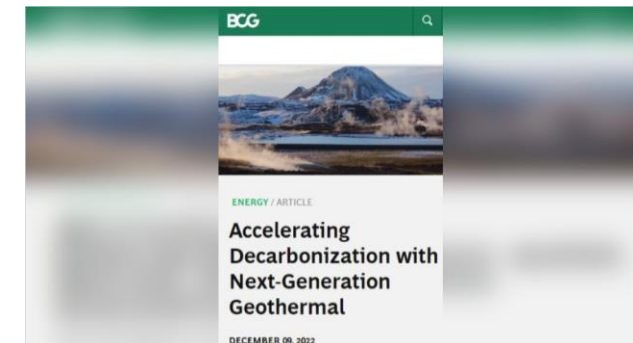 BCG
ENERGY / ARTICLE
Accelerating
Decarbonization with
Next-Generation
Geothermal
DECEMBER 09, 2022